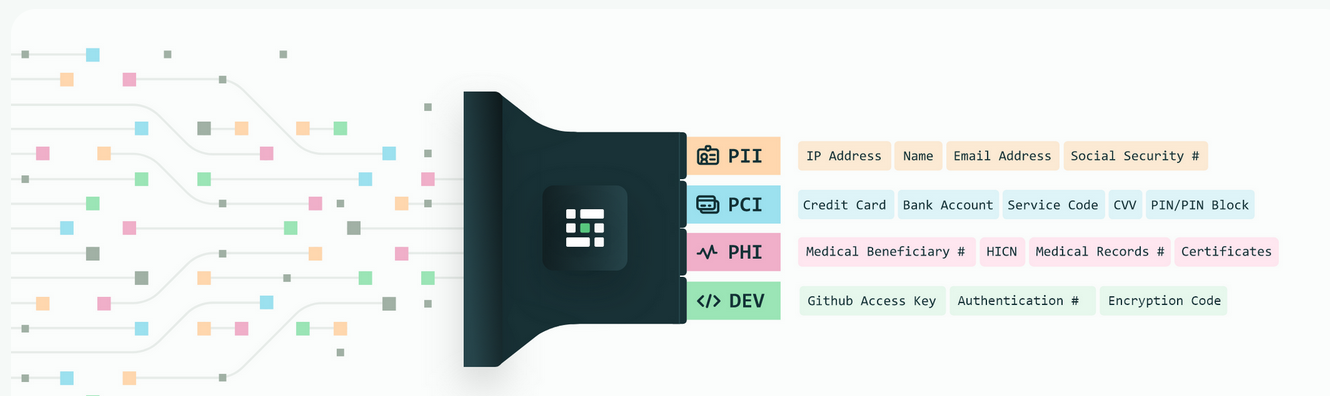 PII IP Address Name Email Address Social Security #
PCI Credit Card Bank Account Service Code CVV PIN/PIN Block
PHI Medical Beneficiary # HICN Medical Records # Certificates
</> DEV Github Access Key Authentication # Encryption Code